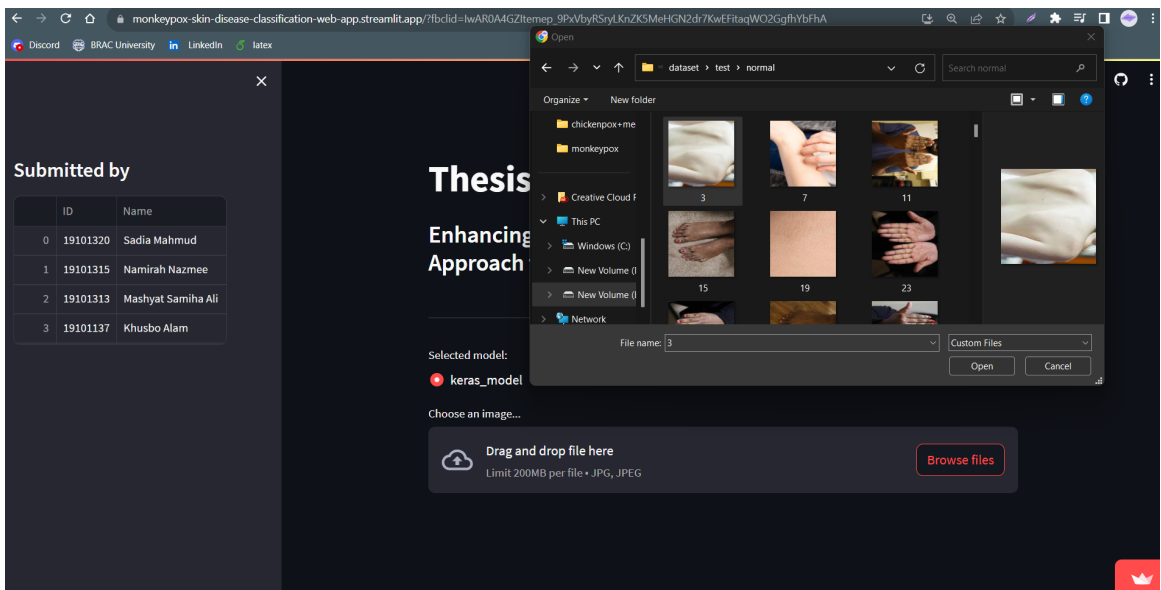 monkeypox-skin-disease-classification-web-app.streamlit.app/?fbclid=IwAR0A4GZItemep_9PxVbyRSryLKnZK5MeHGN2dr7KwEFitaqWO2GgfhYbFhA
Discord BRAC University in LinkedIn latex
Submitted by
ID Name
0 19101320 Sadia Mahmud
1 19101315 Namirah Nazmee
2 19101313 Mashyat Samiha Ali
3 19101137 Khusbo Alam
Thesis
Enhancing
Approach
Selected model:
keras_model
Choose an image...
Drag and drop file here
Limit 200MB per file • JPG, JPEG
Browse files
Open
dataset › test › normal
Search normal
Organize New folder
chickenpox+me
monkeypox
Creative Cloud F
This PC
Windows (C:)
New Volume (
New Volume (
Network
3 7 11
15 19 23
File name: 3
Custom Files
Open Cancel